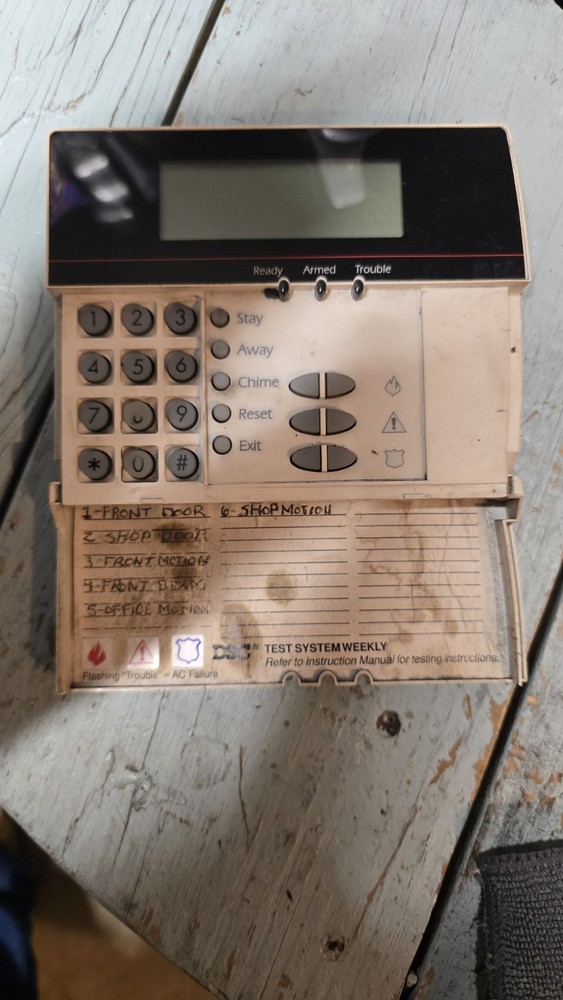 Ready Armed Trouble
1 2 3 Stay
Away
4 5 6 Chime
7 9 Reset
* 0 # Exit
1-FRONT DOOR 6-SHOP MOTION
2 SHOP DOOR
3-FRONT MOTION
4-FRONT BEAM
5-OFFICE MOTION
DSC TEST SYSTEM WEEKLY
Refer to Instruction Manual for testing instructions.
Flashing "Trouble" = AC Failure